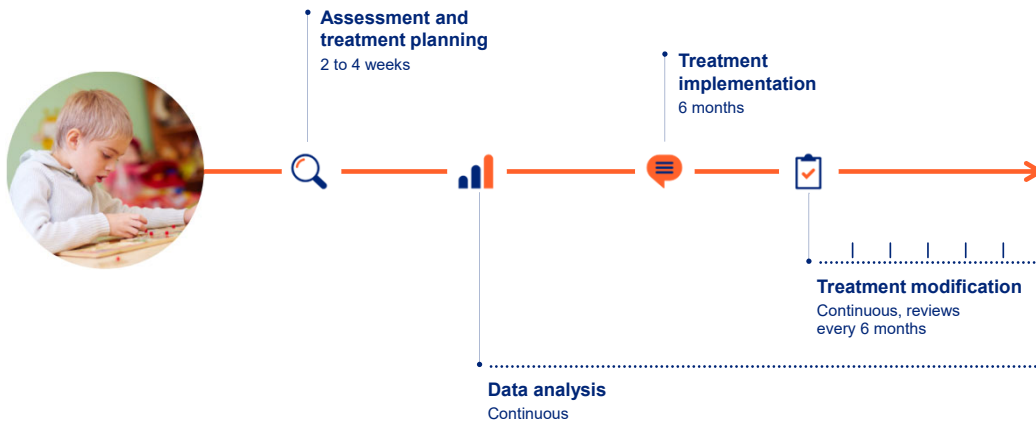 Assessment and
treatment planning
2 to 4 weeks
Treatment
implementation
6 months
Treatment modification
Continuous, reviews
every 6 months
Data analysis
Continuous